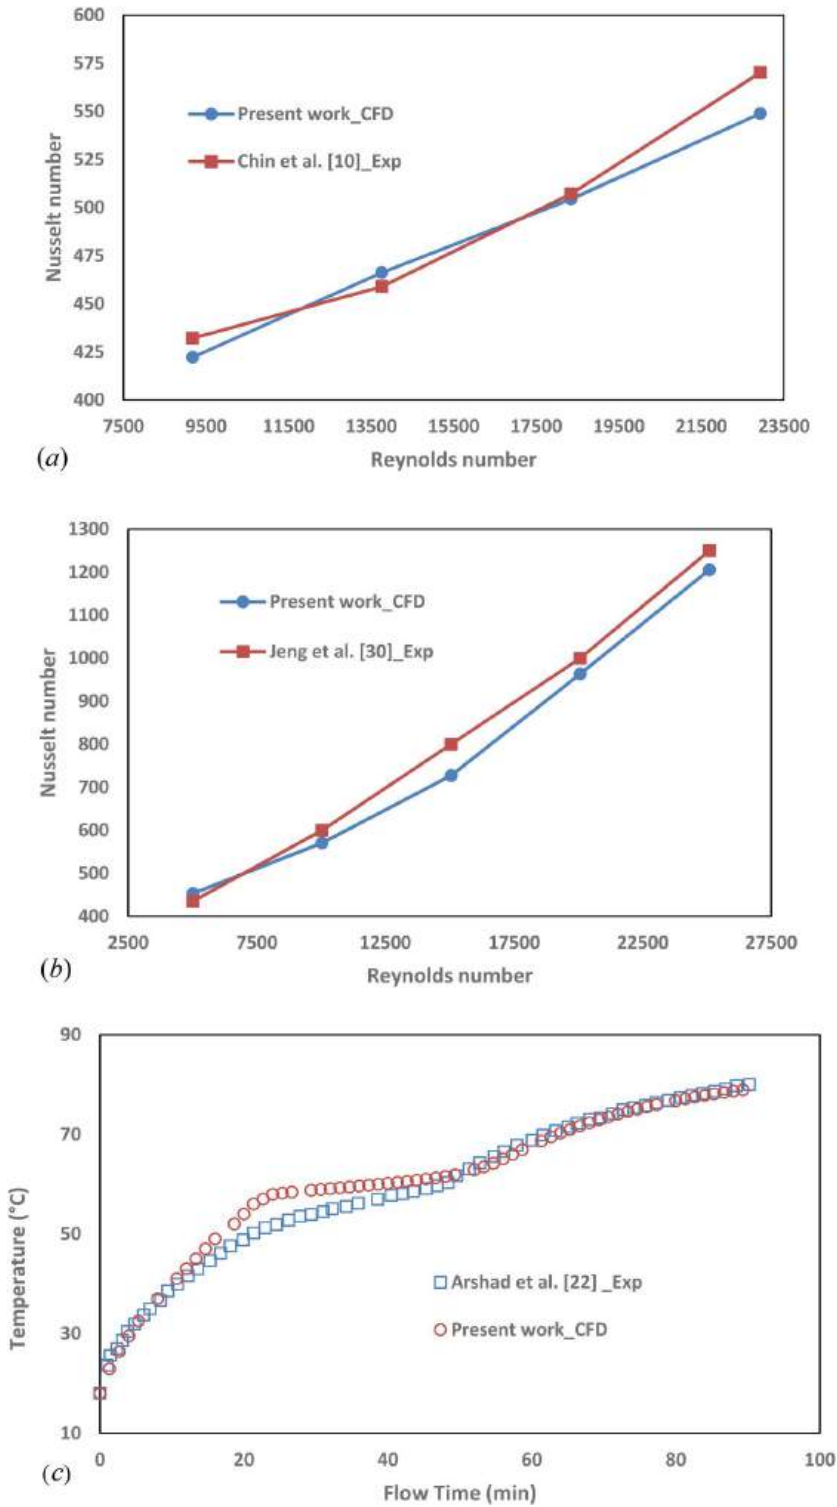 600
575
550
525
500
475
450
425
400
Nusselt number
Present work_CFD
Chin et al. [10]_Exp
7500 9500 11500 13500 15500 17500 19500 21500 23500
Reynolds number
(a)
1300
1200
1100
1000
900
800
700
600
500
400
Nusselt number
Present work_CFD
Jeng et al. [30]_Exp
2500 7500 12500 17500 22500 27500
Reynolds number
(b)
90
70
50
30
10
Temperature (°C)
Arshad et al. [22] _Exp
Present work_CFD
0 20 40 60 80 100
Flow Time (min)
(c)